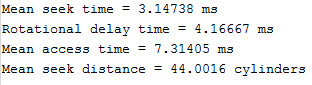 Mean seek time = 3.14738 ms
Rotational delay time = 4.16667 ms
Mean access time = 7.31405 ms
Mean seek distance = 44.0016 cylinders